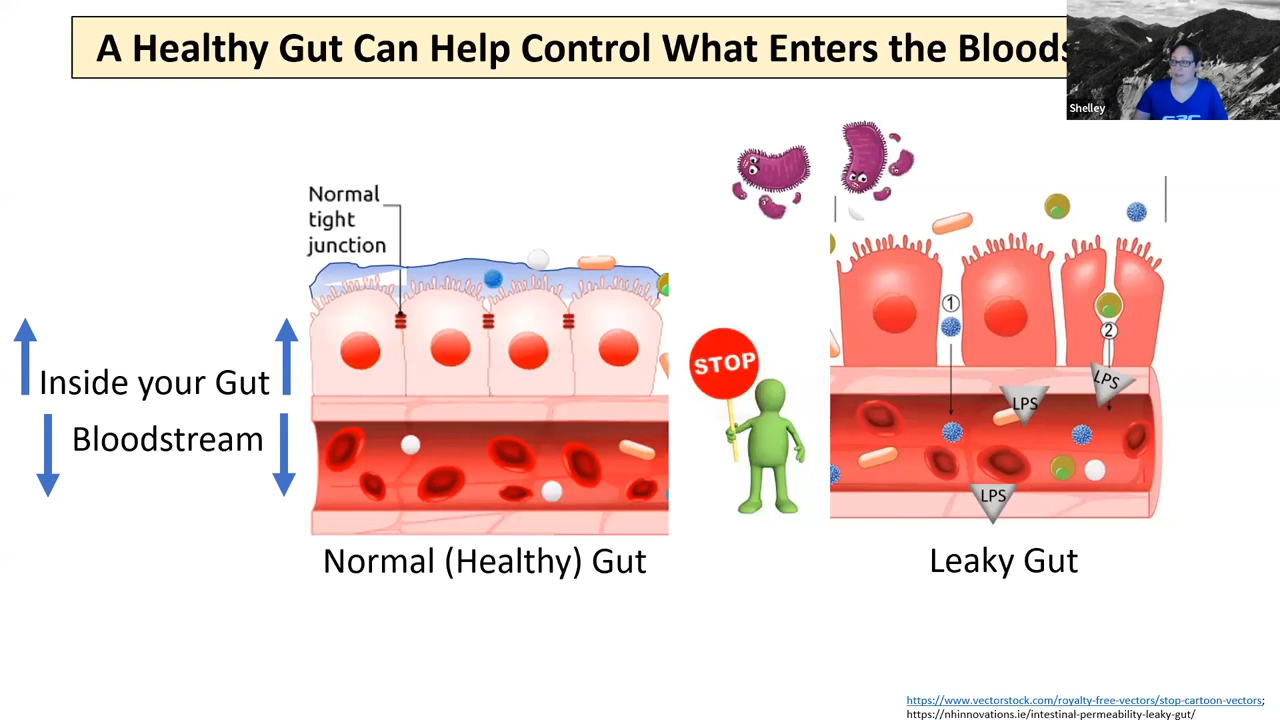 A Healthy Gut Can Help Control What Enters the Bloods
Shelley
Normal
tight
junction
1
2
STOP
LPS
LPS
LPS
Inside your Gut
Bloodstream
Normal (Healthy) Gut
Leaky Gut
https://www.vectorstock.com/royalty-free-vectors/stop-cartoon-vectors;
https://nhinnovations.ie/intestinal-permeability-leaky-gut/